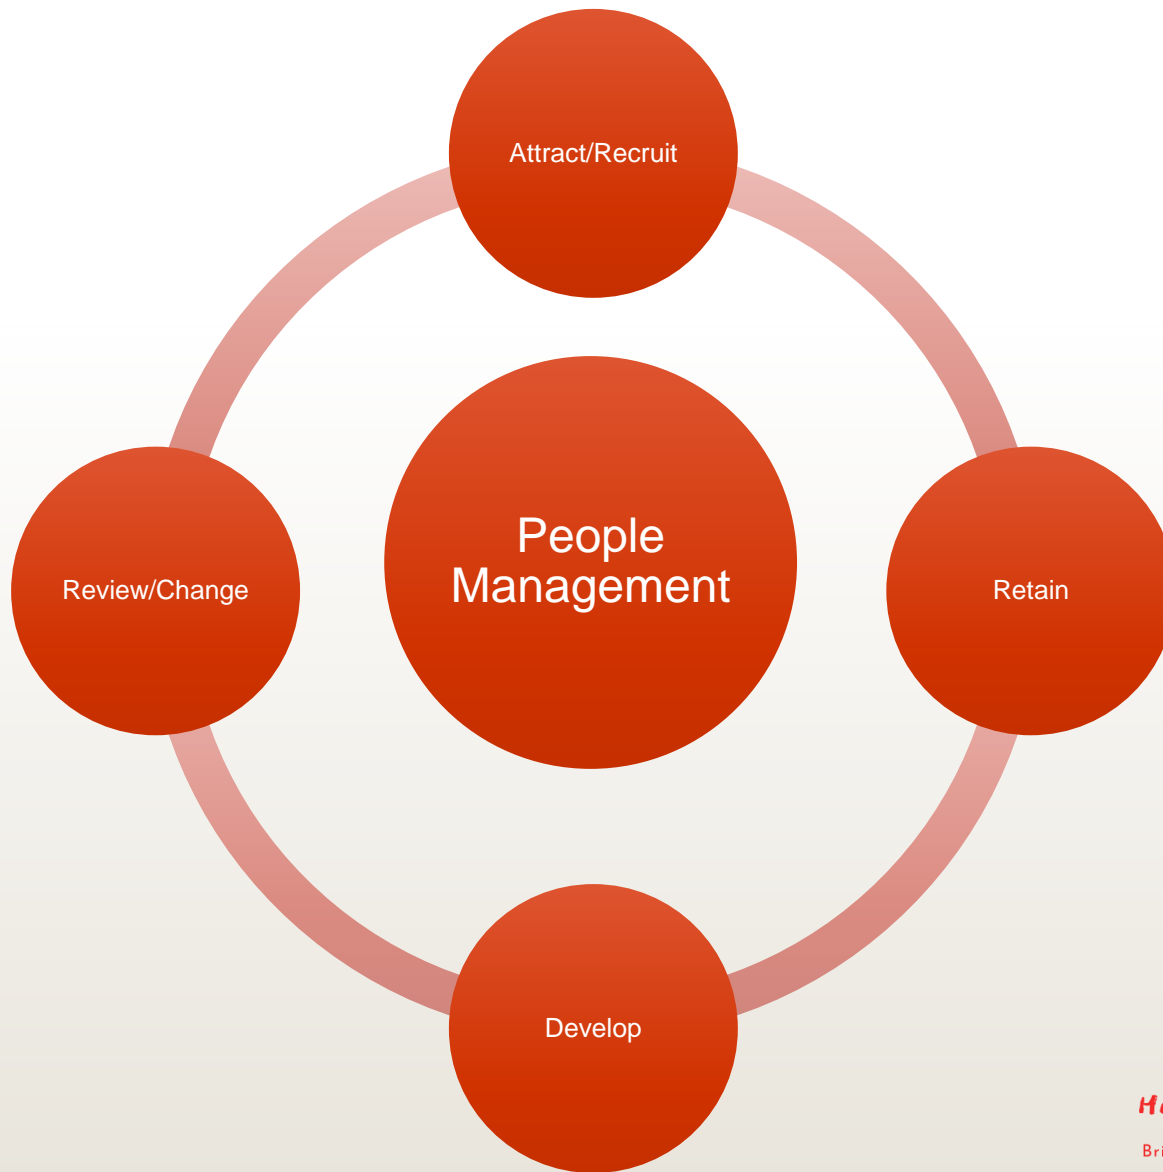 Attract/Recruit
People
Management
Review/Change
Retain
Develop